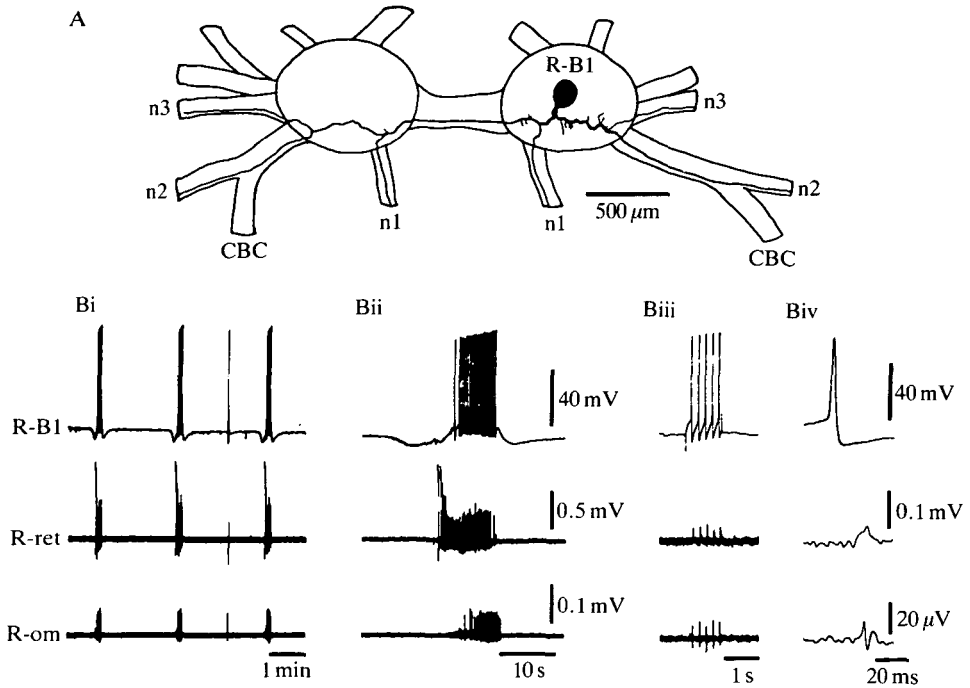 A
R-B1
n3
n3
n2
n2
n1
n1
500 μm
CBC
CBC
Bi
Bii
Biii
Biv
R-B1
40 mV
40 mV
R-ret
0.5 mV
0.1 mV
R-om
0.1 mV
20 μV
1 min
10 s
1 s
20 ms